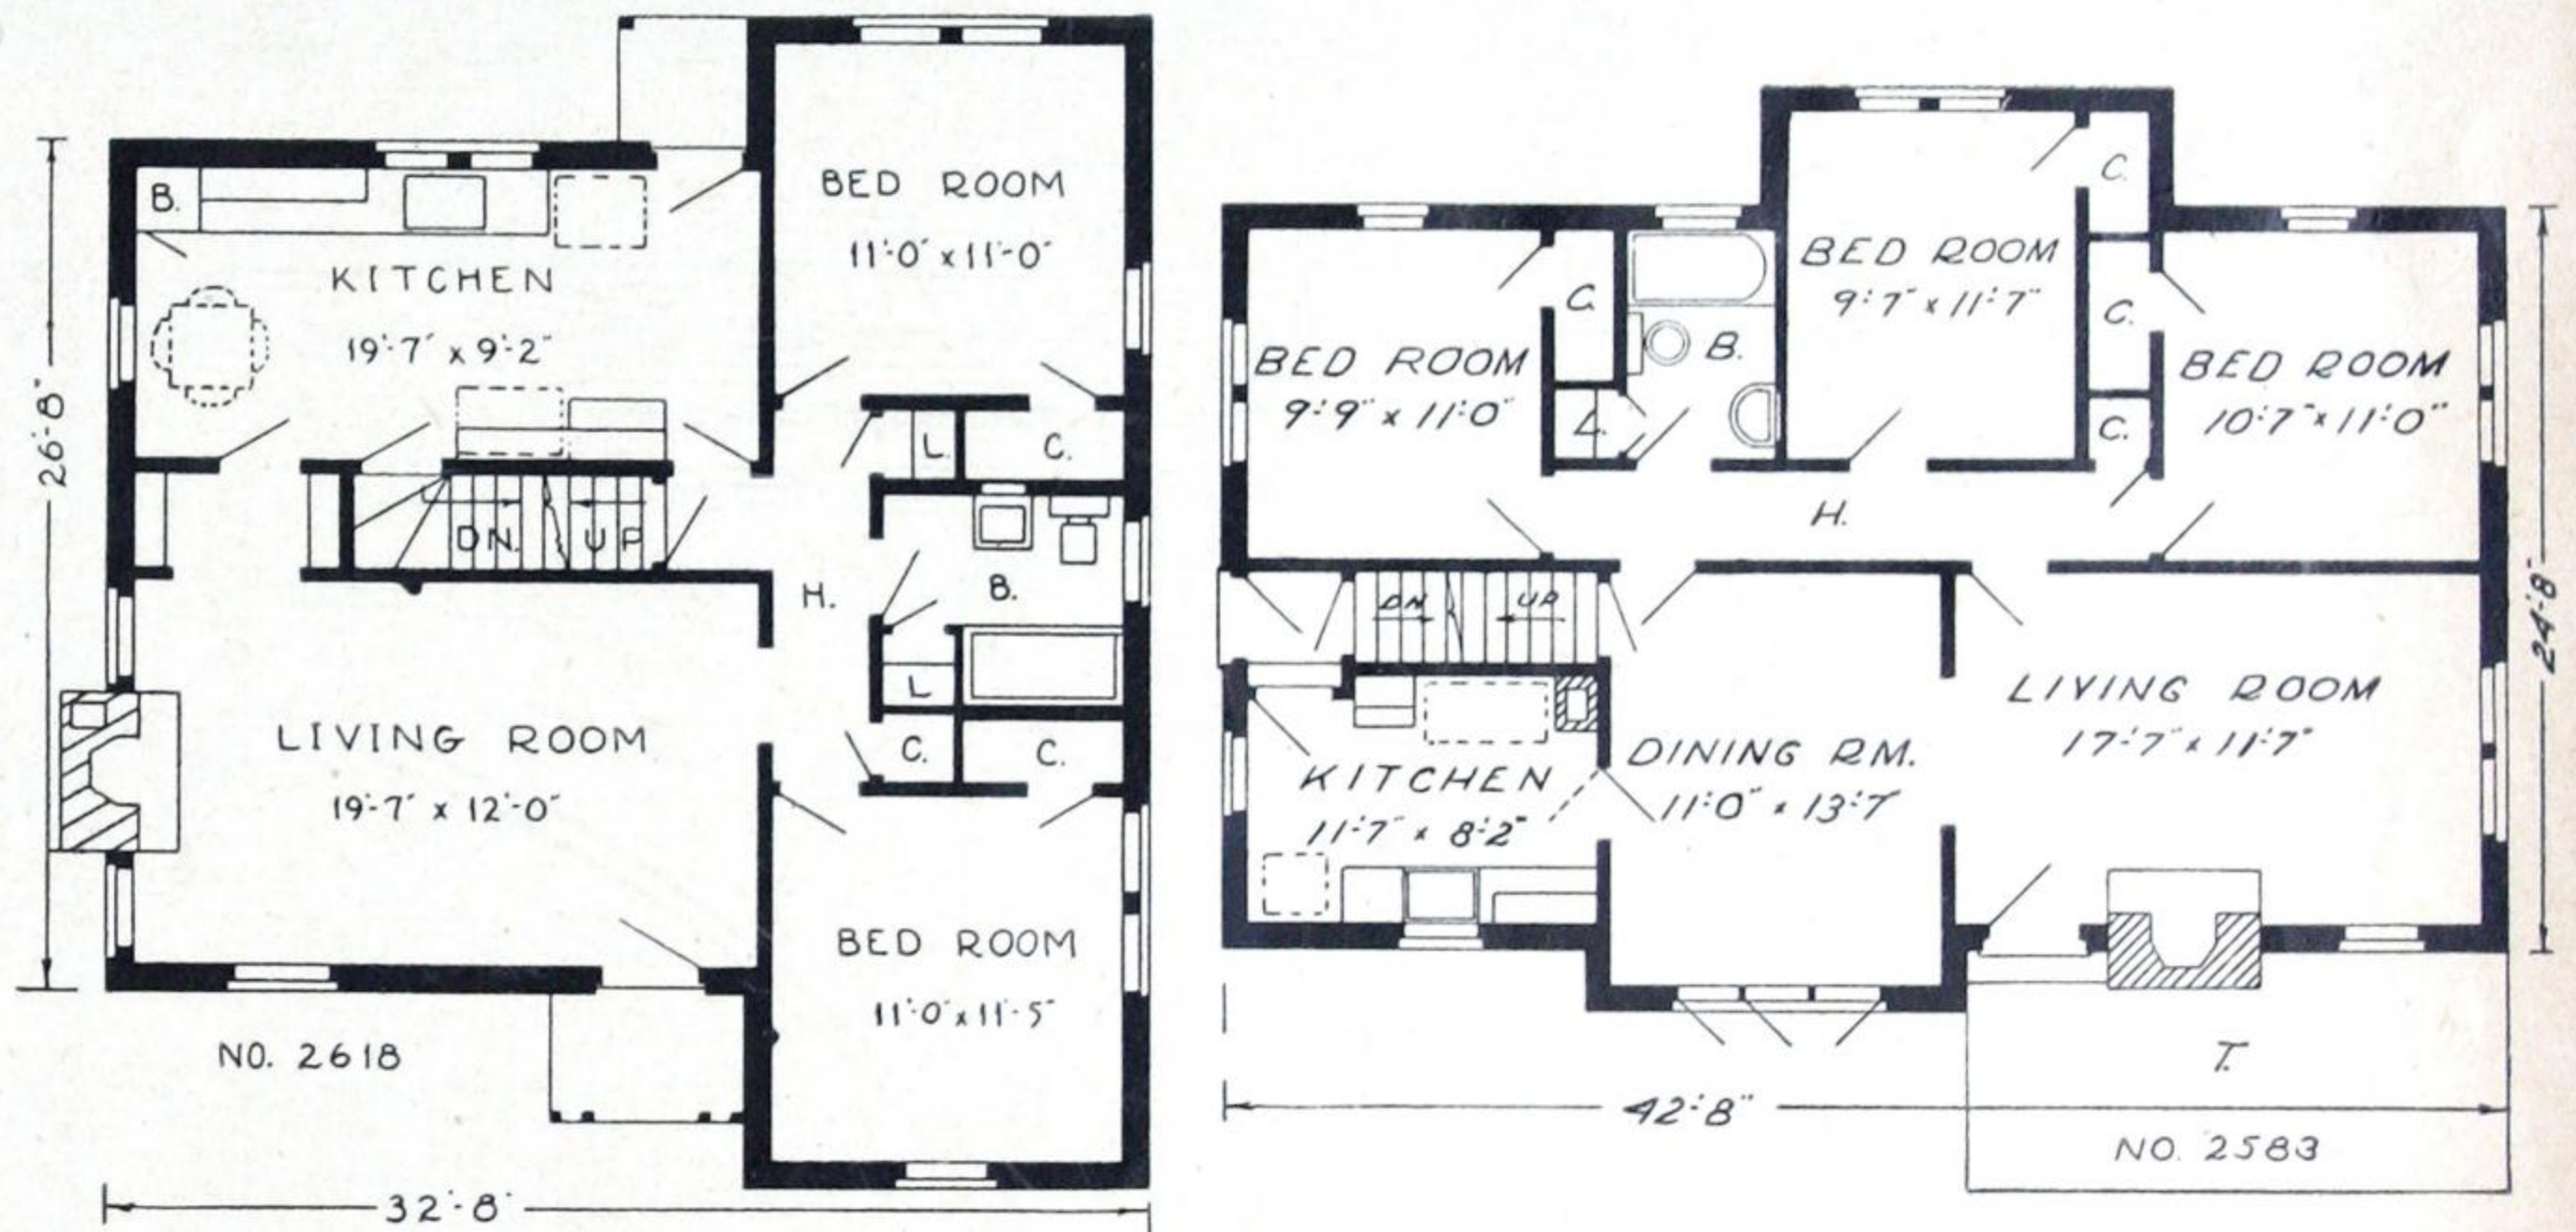 BED ROOM
11'-0" x 11'-0"
B.
KITCHEN
19'-7" x 9'-2"
26'-8"
L.
C.
DN.
UP
H.
B.
L
C.
C.
LIVING ROOM
19'-7" x 12'-0"
BED ROOM
11'-0" x 11'-5"
NO. 2618
32'-8"
C.
BED ROOM
9'-7" x 11'-7"
C.
C.
B.
BED ROOM
9'-9" x 11'-0"
L.
BED ROOM
10'-7" x 11'-0"
C.
H.
DN
UP
24'-8"
LIVING ROOM
17'-7" x 11'-7"
DINING RM.
11'-0" x 13'-7"
KITCHEN
11'-7" x 8'-2"
T.
42'-8"
NO. 2583